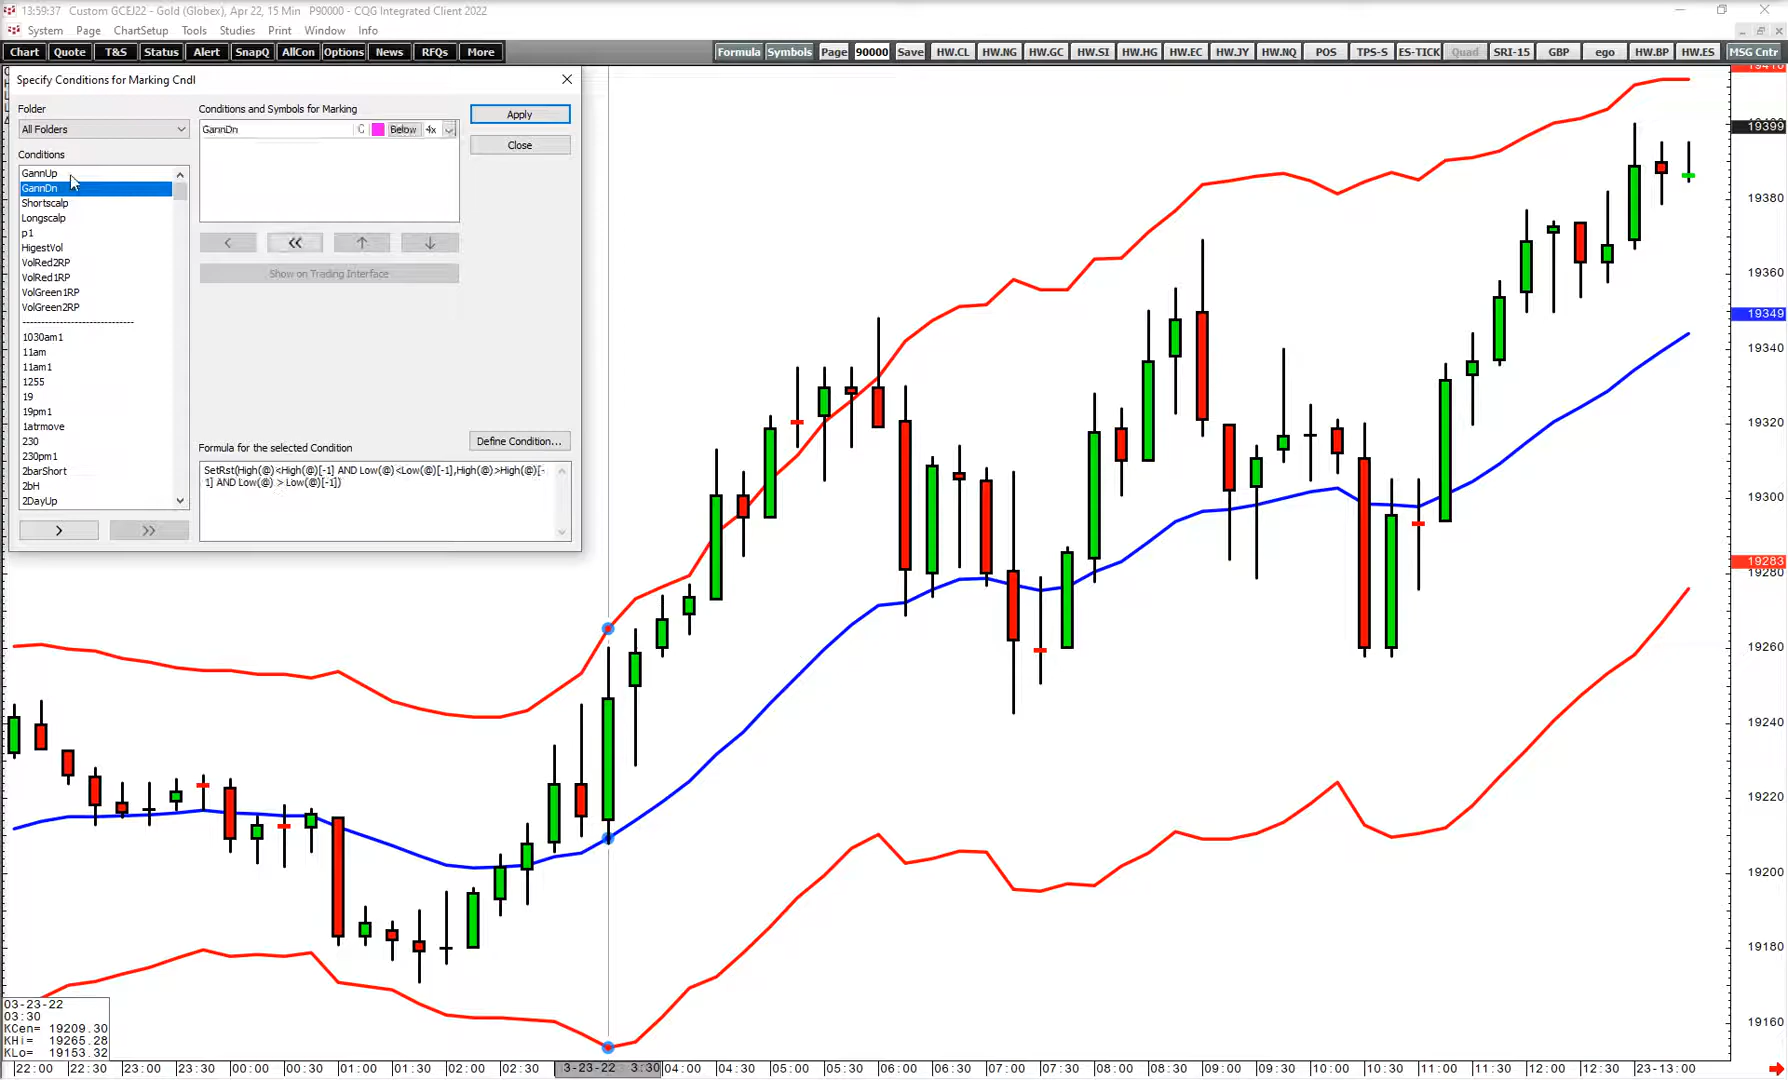 13:59:37 Custom GCEJ22 - Gold (Globex), Apr 22, 15 Min P90000 - CQG Integrated Client 2022
System Page ChartSetup Tools Studies Print Window Info
Chart Quote T&S Status Alert SnapQ AllCon Options News RFQs More Formula Symbols Page 90000 Save HW.CL HW.NG HW.GC HW.SI HW.HG HW.EC HW.JY HW.NQ POS TPS-S ES-TICK Quad SRI-15 GBP ego HW.BP HW.ES MSG Cntr
Specify Conditions for Marking Cndl
Folder
All Folders
Conditions
GannUp
GannDn
Shortscalp
Longscalp
p1
HigestVol
VolRed2RP
VolRed1RP
VolGreen1RP
VolGreen2RP
------------------------------
1030am1
11am
11am1
1255
19
19pm1
1atrmove
230
230pm1
2barShort
2bH
2DayUp
>
>>
Conditions and Symbols for Marking
GannDn Below 4x
Apply
Close
<
<<
↑
↓
Show on Trading Interface
Formula for the selected Condition
Define Condition...
SetRst(High(@)<High(@)[-1] AND Low(@)<Low(@)[-1],High(@)>High(@)[-
1] AND Low(@) > Low(@)[-1])
19399
19380
19360
19349
19340
19320
19300
19283
19280
19260
19240
19220
19200
19180
19160
03-23-22
03:30
KCen= 19209.30
KHi= 19265.28
KLo= 19153.32
22:00 22:30 23:00 23:30 00:00 00:30 01:00 01:30 02:00 02:30 3-23-22 3:30 04:00 04:30 05:00 05:30 06:00 06:30 07:00 07:30 08:00 08:30 09:00 09:30 10:00 10:30 11:00 11:30 12:00 12:30 23-13:00